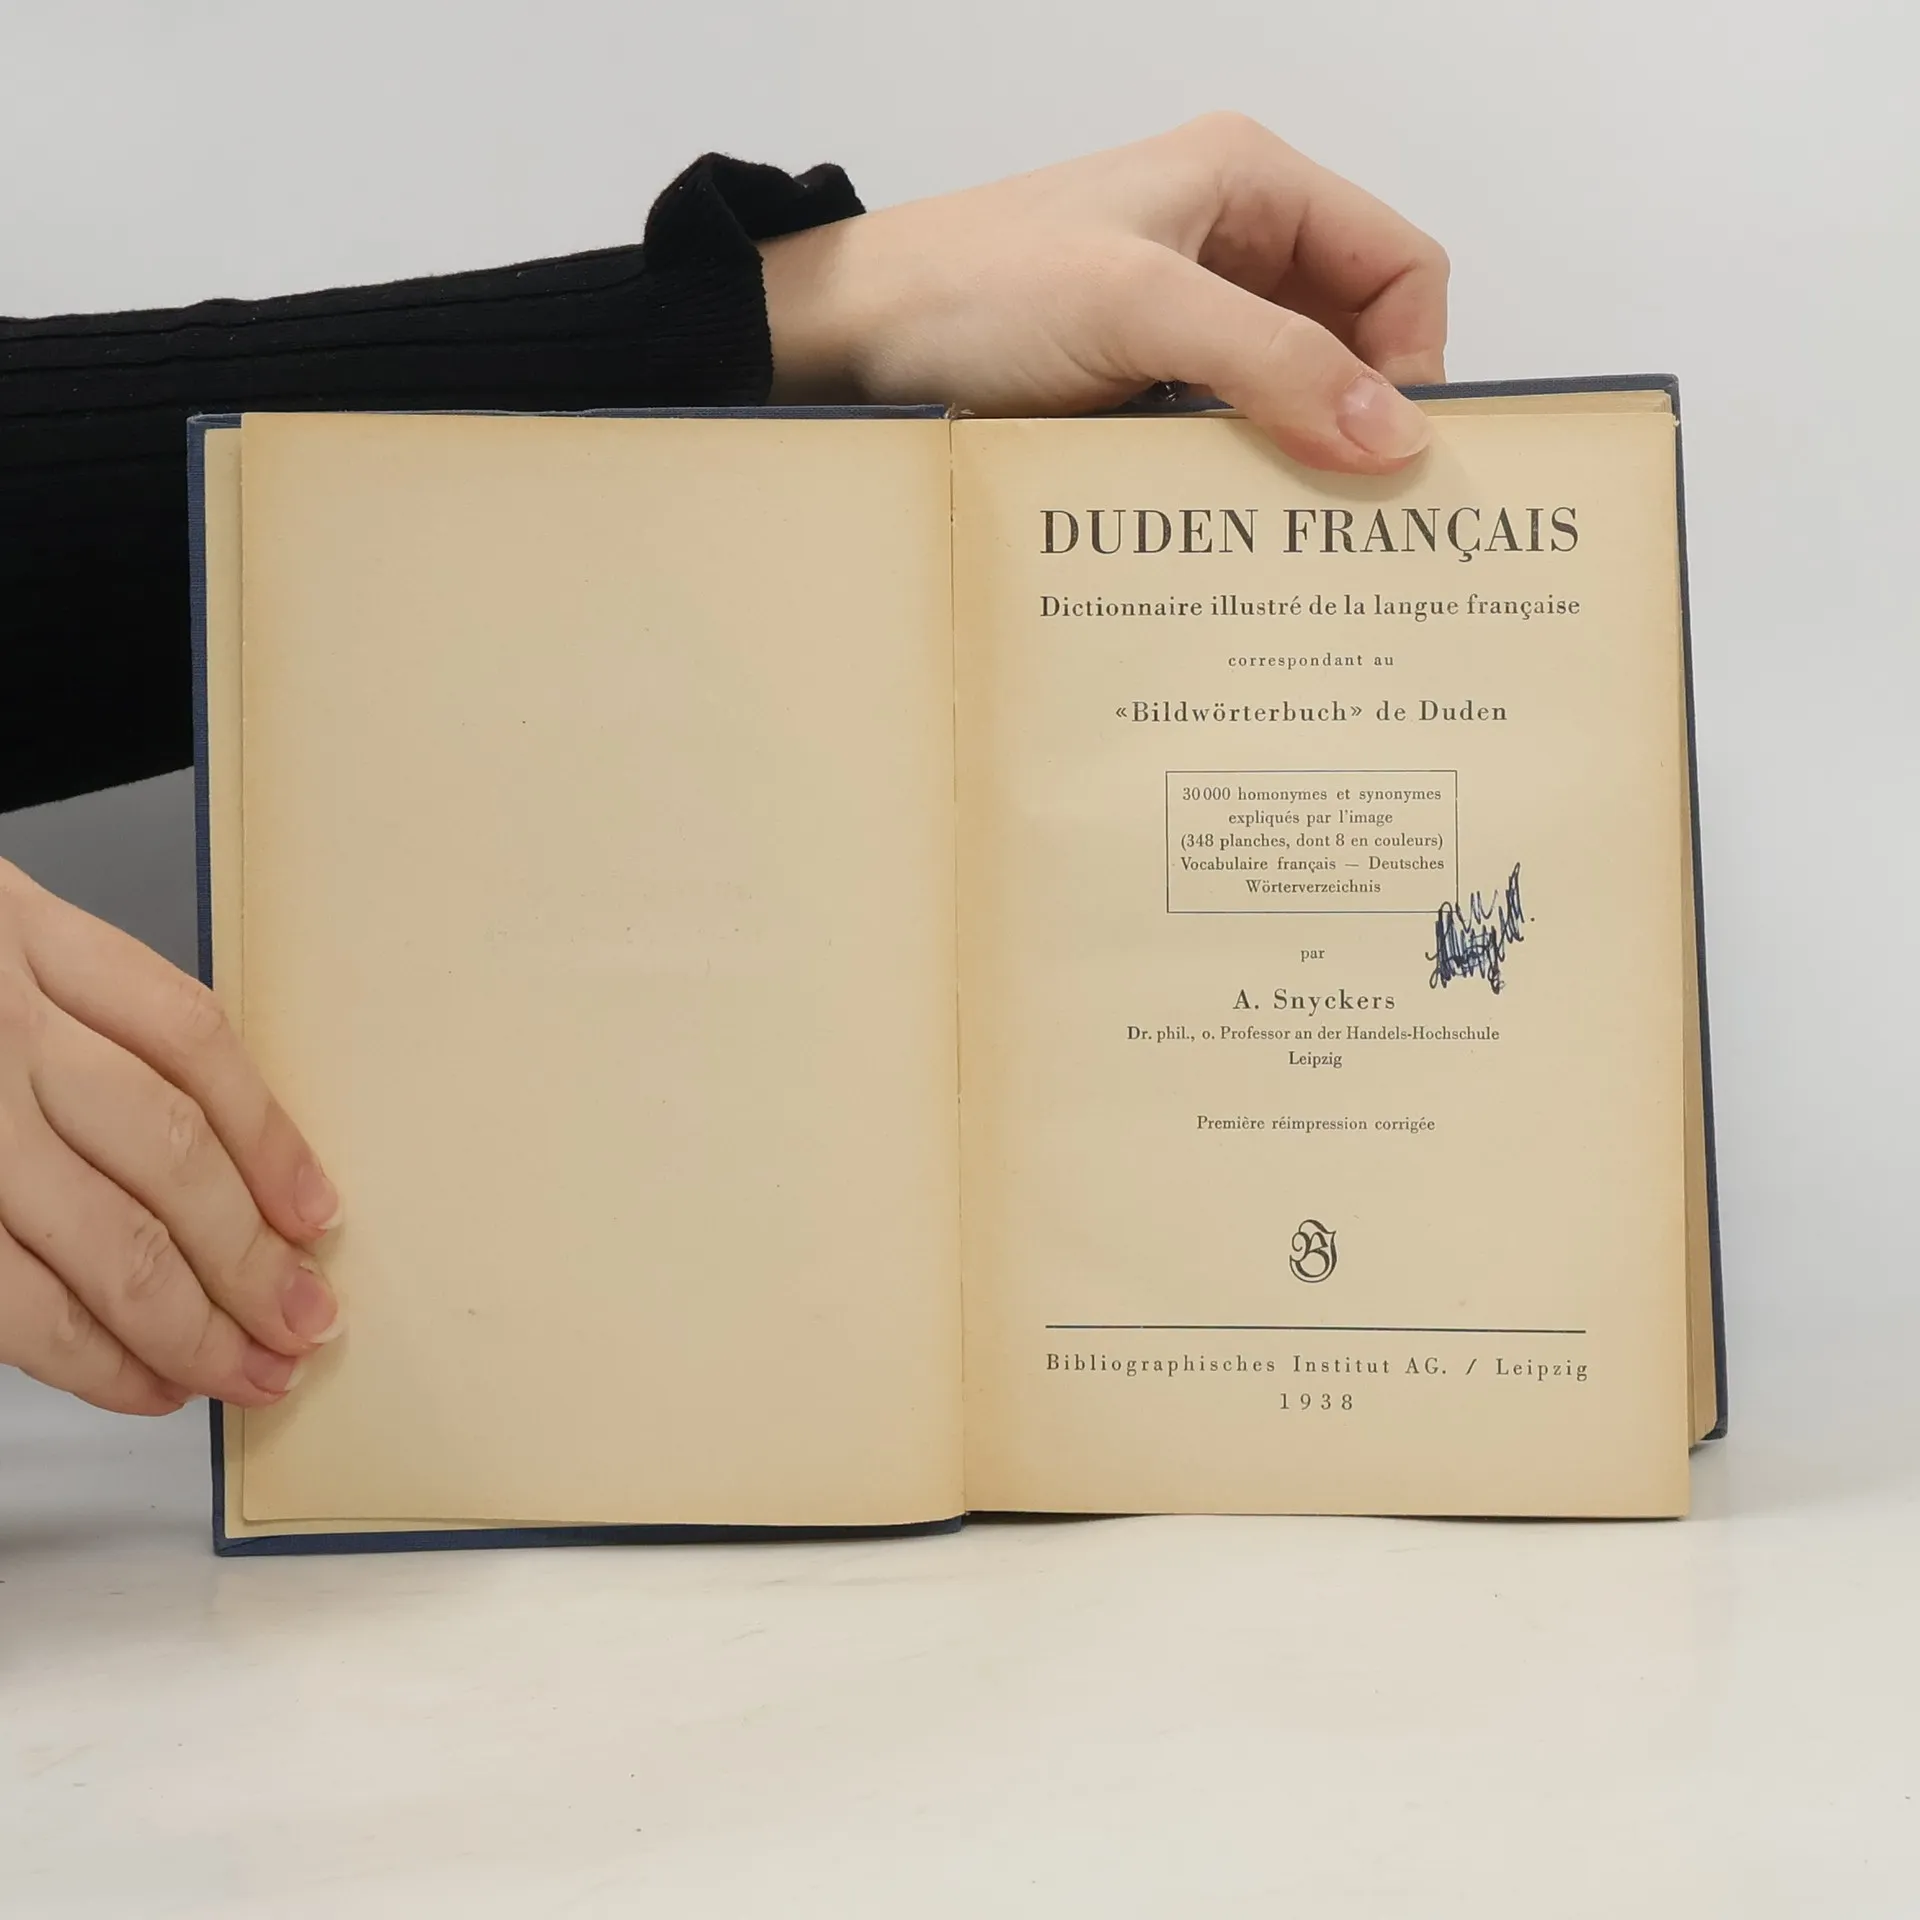 DUDEN FRANÇAIS
Dictionnaire illustré de la langue française
correspondant au
«Bildwörterbuch» de Duden
30000 homonymes et synonymes
expliqués par l'image
(348 planches, dont 8 en couleurs)
Vocabulaire français — Deutsches
Wörterverzeichnis
par
A. Snyckers
Dr. phil., o. Professor an der Handels-Hochschule
Leipzig
Première réimpression corrigée
BJ
Bibliographisches Institut AG. / Leipzig
1938